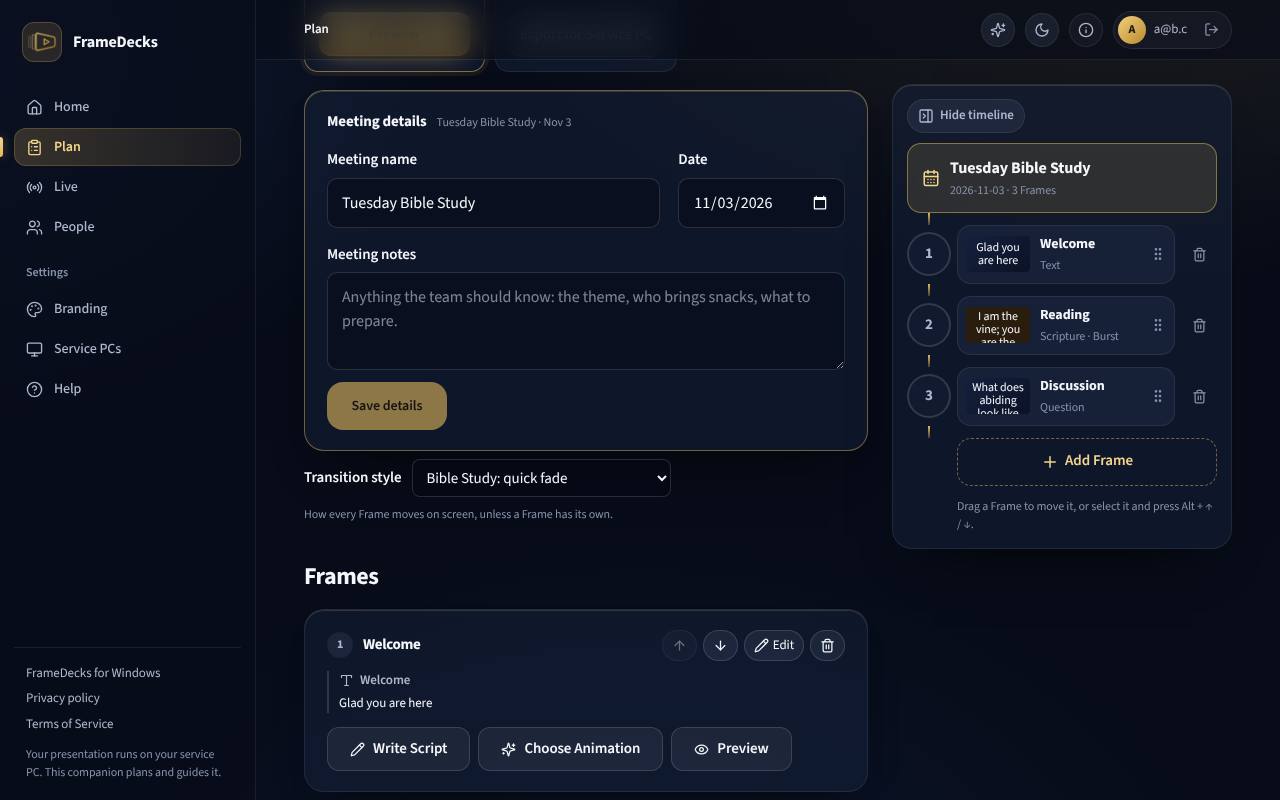 FrameDecks
Home
Plan
Live
People
Settings
Branding
Service PCs
Help
FrameDecks for Windows
Privacy policy
Terms of Service
Your presentation runs on your service
PC. This companion plans and guides it.
Plan
A
a@b.c
Meeting details Tuesday Bible Study · Nov 3
Meeting name
Date
Tuesday Bible Study
11/03/2026
Meeting notes
Anything the team should know: the theme, who brings snacks, what to
prepare.
Save details
Transition style
Bible Study: quick fade
How every Frame moves on screen, unless a Frame has its own.
Frames
1 Welcome
Edit
Welcome
Glad you are here
Write Script
Choose Animation
Preview
Hide timeline
Tuesday Bible Study
2026-11-03 · 3 Frames
1
Glad you
are here
Welcome
Text
2
I am the
vine; you
are the
Reading
Scripture · Burst
3
What does
abiding
look like
Discussion
Question
Add Frame
Drag a Frame to move it, or select it and press Alt + ↑
/ ↓.